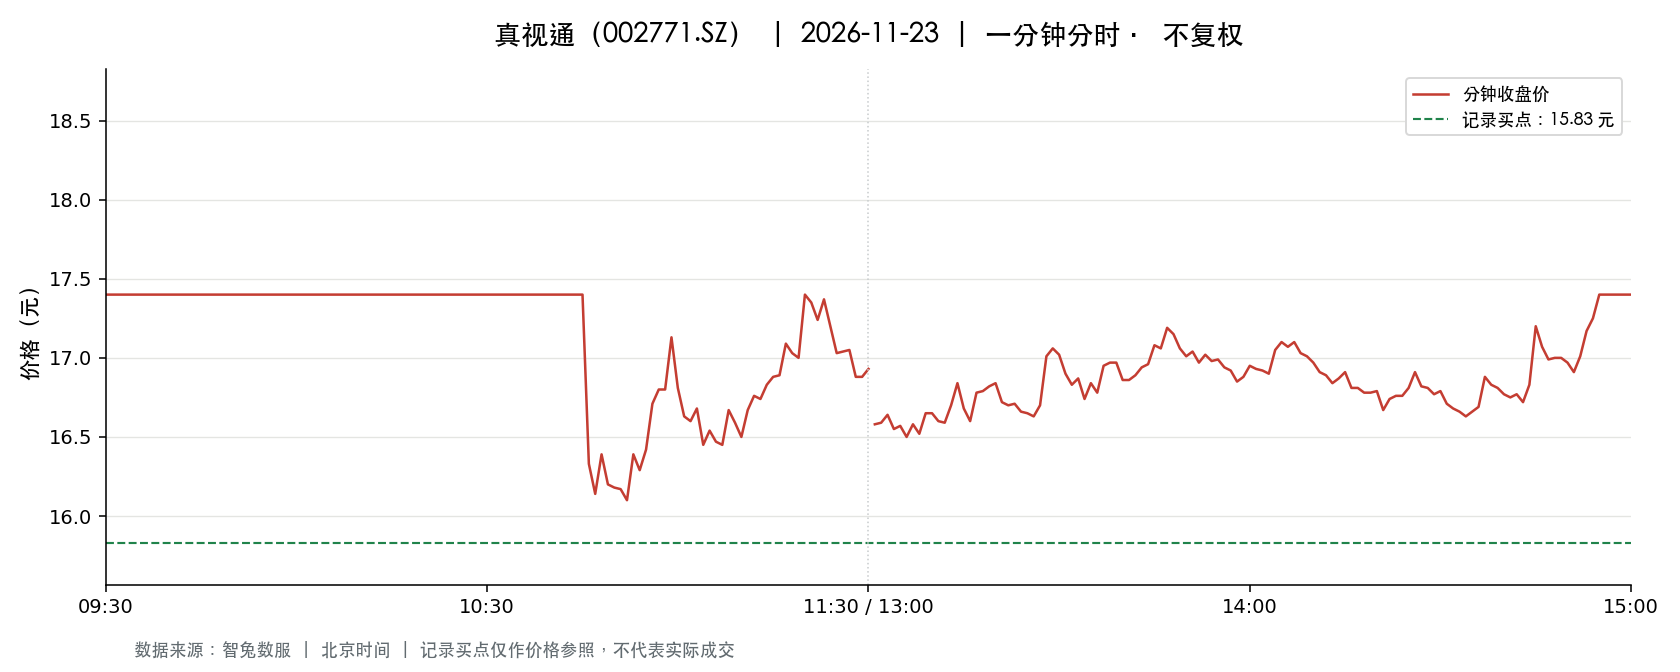 真视通（002771.SZ） | 2026-11-23 | 一分钟分时 · 不复权
分钟收盘价
记录买点：15.83 元
价格（元）
18.5
18.0
17.5
17.0
16.5
16.0
09:30
10:30
11:30 / 13:00
14:00
15:00
数据来源：智兔数服 | 北京时间 | 记录买点仅作价格参照，不代表实际成交